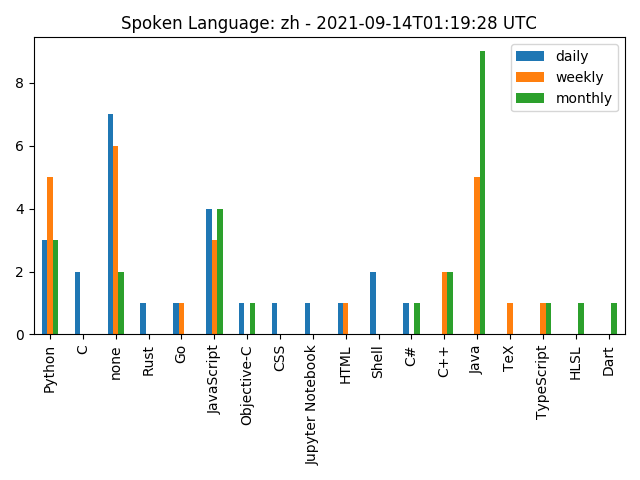 Spoken Language: zh - 2021-09-14T01:19:28 UTC
daily
weekly
monthly
8
6
4
2
0
Python
C
none
Rust
Go
JavaScript
Objective-C
CSS
Jupyter Notebook
HTML
Shell
C#
C++
Java
TeX
TypeScript
HLSL
Dart